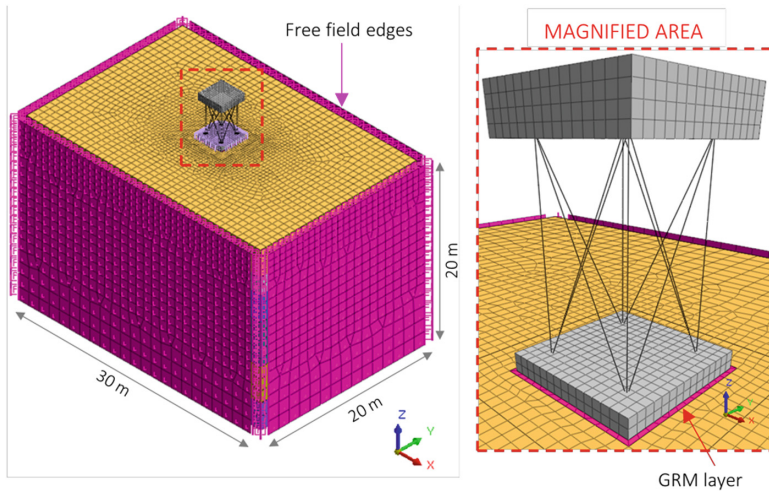 Free field edges
30 m
20 m
20 m
Z
Y
X
MAGNIFIED AREA
Z
Y
X
GRM layer